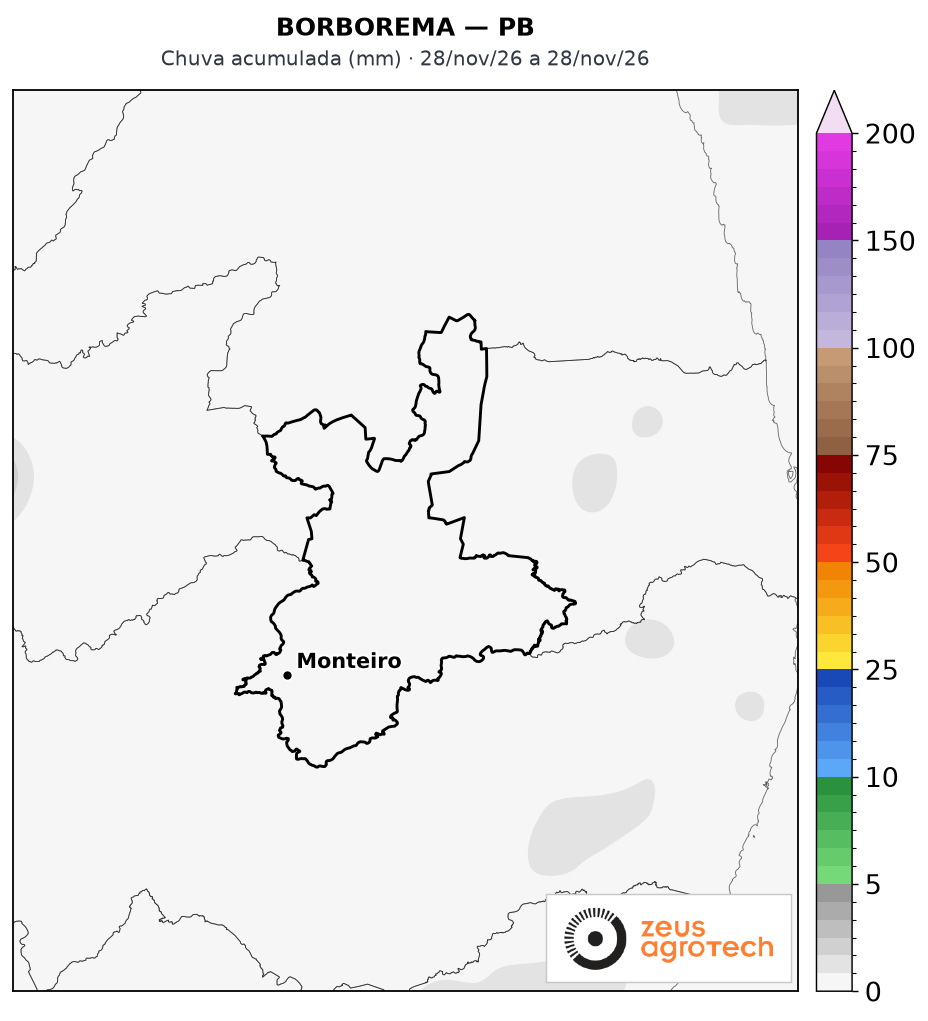 BORBOREMA — PB
Chuva acumulada (mm) · 28/nov/26 a 28/nov/26
200
150
100
75
50
25
10
5
0
Monteiro
zeus
agrotech